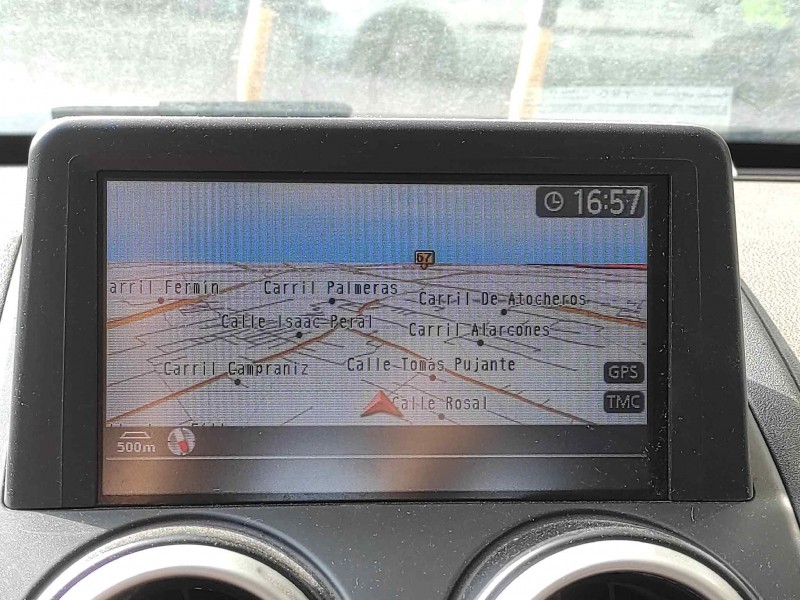 16:57
67
arril Fermin
Carril Palmeras
Carril De Atocheros
Calle Isaac Peral
Carril Alarcones
Carril Campraniz
Calle Tomás Pujante
GPS
Calle Rosal
TMC
500m